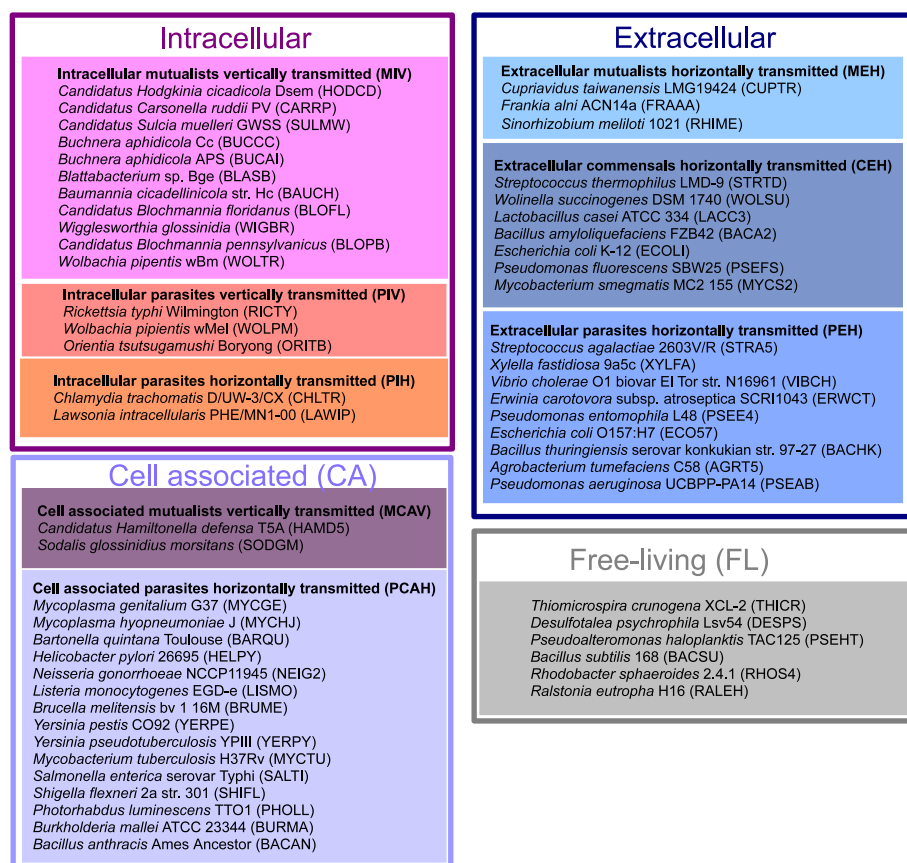 Intracellular
Intracellular mutualists vertically transmitted (MIV)
Candidatus Hodgkinia cicadicola Dsem (HODCD)
Candidatus Carsonella ruddii PV (CARRP)
Candidatus Sulcia muelleri GWSS (SULMW)
Buchnera aphidicola Cc (BUCCC)
Buchnera aphidicola APS (BUCAI)
Blattabacterium sp. Bge (BLASB)
Baumannia cicadellinicola str. Hc (BAUCH)
Candidatus Blochmannia floridanus (BLOFL)
Wigglesworthia glossinidia (WIGBR)
Candidatus Blochmannia pennsylvanicus (BLOPB)
Wolbachia pipentis wBm (WOLTR)
Intracellular parasites vertically transmitted (PIV)
Rickettsia typhi Wilmington (RICTY)
Wolbachia pipientis wMel (WOLPM)
Orientia tsutsugamushi Boryong (ORITB)
Intracellular parasites horizontally transmitted (PIH)
Chlamydia trachomatis D/UW-3/CX (CHLTR)
Lawsonia intracellularis PHE/MN1-00 (LAWIP)
Cell associated (CA)
Cell associated mutualists vertically transmitted (MCAV)
Candidatus Hamiltonella defensa T5A (HAMD5)
Sodalis glossinidius morsitans (SODGM)
Cell associated parasites horizontally transmitted (PCAH)
Mycoplasma genitalium G37 (MYCGE)
Mycoplasma hyopneumoniae J (MYCHJ)
Bartonella quintana Toulouse (BARQU)
Helicobacter pylori 26695 (HELPY)
Neisseria gonorrhoeae NCCP11945 (NEIG2)
Listeria monocytogenes EGD-e (LISMO)
Brucella melitensis bv 1 16M (BRUME)
Yersinia pestis CO92 (YERPE)
Yersinia pseudotuberculosis YPIII (YERPY)
Mycobacterium tuberculosis H37Rv (MYCTU)
Salmonella enterica serovar Typhi (SALTI)
Shigella flexneri 2a str. 301 (SHIFL)
Photorhabdus luminescens TTO1 (PHOLL)
Burkholderia mallei ATCC 23344 (BURMA)
Bacillus anthracis Ames Ancestor (BACAN)
Extracellular
Extracellular mutualists horizontally transmitted (MEH)
Cupriavidus taiwanensis LMG19424 (CUPTR)
Frankia alni ACN14a (FRAAA)
Sinorhizobium meliloti 1021 (RHIME)
Extracellular commensals horizontally transmitted (CEH)
Streptococcus thermophilus LMD-9 (STRTD)
Wolinella succinogenes DSM 1740 (WOLSU)
Lactobacillus casei ATCC 334 (LACC3)
Bacillus amyloliquefaciens FZB42 (BACA2)
Escherichia coli K-12 (ECOLI)
Pseudomonas fluorescens SBW25 (PSEFS)
Mycobacterium smegmatis MC2 155 (MYCS2)
Extracellular parasites horizontally transmitted (PEH)
Streptococcus agalactiae 2603V/R (STRA5)
Xylella fastidiosa 9a5c (XYLFA)
Vibrio cholerae O1 biovar El Tor str. N16961 (VIBCH)
Erwinia carotovora subsp. atroseptica SCRI1043 (ERWCT)
Pseudomonas entomophila L48 (PSEE4)
Escherichia coli O157:H7 (ECO57)
Bacillus thuringiensis serovar konkukian str. 97-27 (BACHK)
Agrobacterium tumefaciens C58 (AGRT5)
Pseudomonas aeruginosa UCBPP-PA14 (PSEAB)
Free-living (FL)
Thiomicrospira crunogena XCL-2 (THICR)
Desulfotalea psychrophila Lsv54 (DESPS)
Pseudoalteromonas haloplanktis TAC125 (PSEHT)
Bacillus subtilis 168 (BACSU)
Rhodobacter sphaeroides 2.4.1 (RHOS4)
Ralstonia eutropha H16 (RALEH)